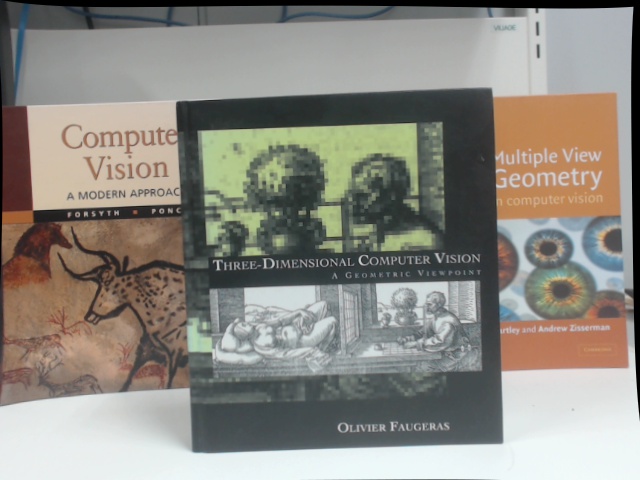 Compute
Vision
A MODERN APPROAC
FORSYTH ▪ PONC
THREE-DIMENSIONAL COMPUTER VISION
A GEOMETRIC VIEWPOINT
OLIVIER FAUGERAS
Multiple View
Geometry
n computer vision
rtley and Andrew Zisserman